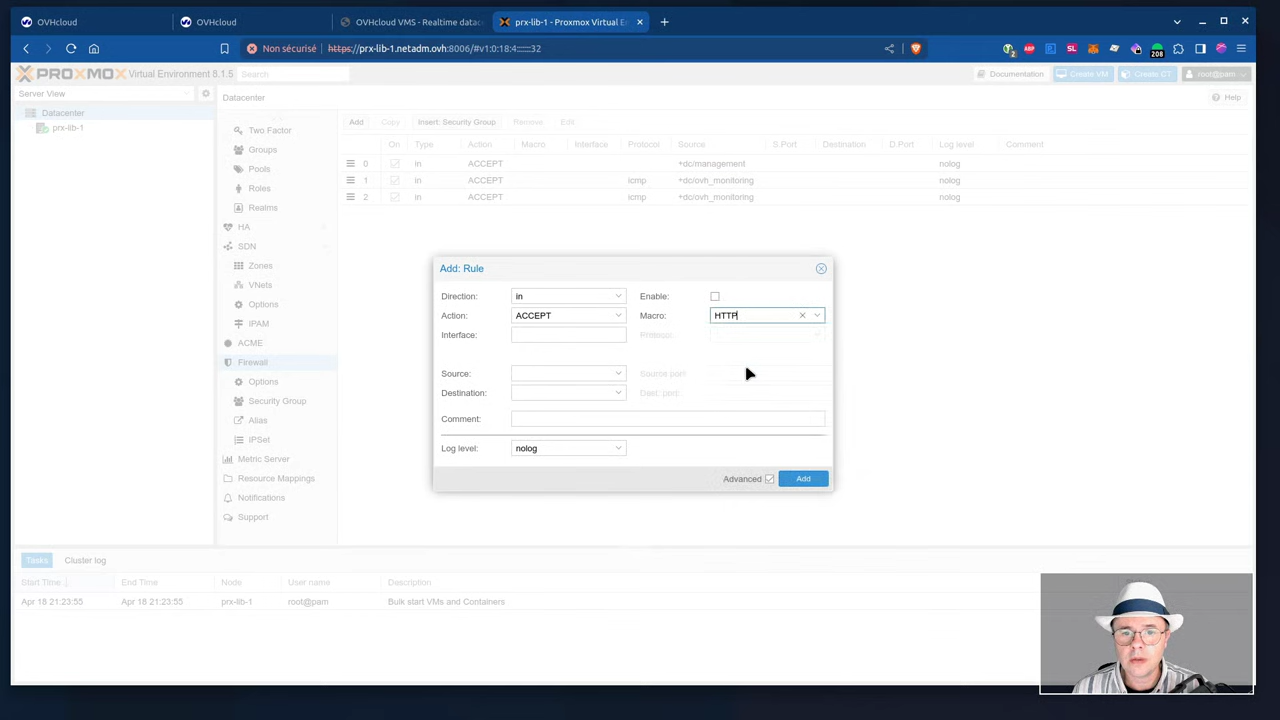 OVHcloud
OVHcloud
OVHcloud VMS - Realtime datac
prx-lib-1 - Proxmox Virtual E
Non sécurisé
https://prx-lib-1.netadm.ovh:8006/#v1:0:18:4:::::::32
2
ABP
SL
208
PROXMOX Virtual Environment 8.1.5
Search
Documentation
Create VM
Create CT
root@pam
Server View
Datacenter
Help
Datacenter
prx-lib-1
Two Factor
Groups
Pools
Roles
Realms
HA
SDN
Zones
VNets
Options
IPAM
ACME
Firewall
Options
Security Group
Alias
IPSet
Metric Server
Resource Mappings
Notifications
Support
Add Copy Insert: Security Group Remove Edit
On Type Action Macro Interface Protocol Source S.Port Destination D.Port Log level Comment
0 in ACCEPT +dc/management nolog
1 in ACCEPT icmp +dc/ovh_monitoring nolog
2 in ACCEPT icmp +dc/ovh_monitoring nolog
Add: Rule
Direction: in Enable:
Action: ACCEPT Macro: HTTP
Interface: Protocol:
Source: Source port
Destination: Dest. port:
Comment:
Log level: nolog
Advanced Add
Tasks Cluster log
Start Time End Time Node User name Description
Apr 18 21:23:55 Apr 18 21:23:55 prx-lib-1 root@pam Bulk start VMs and Containers